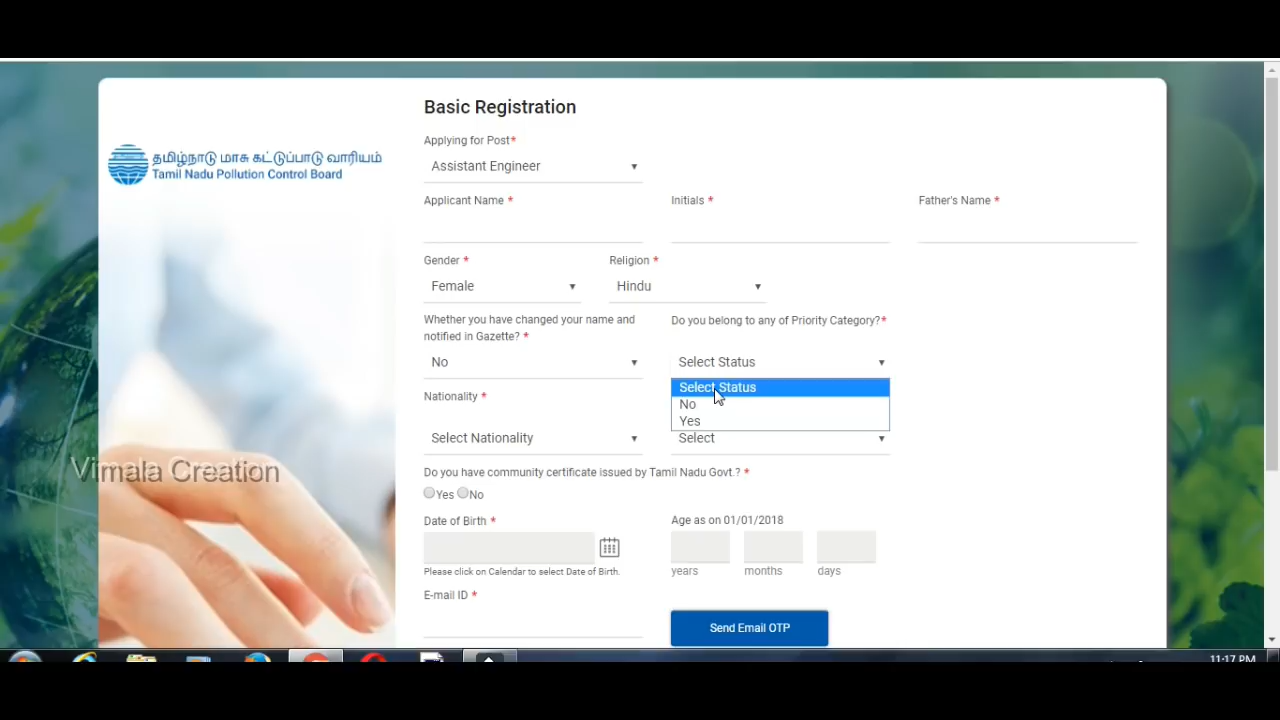 Basic Registration
Applying for Post*
தமிழ்நாடு மாசு கட்டுப்பாடு வாரியம்
Tamil Nadu Pollution Control Board
Assistant Engineer
Applicant Name *
Initials *
Father's Name *
Gender *
Religion *
Female
Hindu
Whether you have changed your name and
notified in Gazette? *
Do you belong to any of Priority Category?*
No
Select Status
Select Status
No
Yes
Nationality *
Select Nationality
Select
Vimala Creation
Do you have community certificate issued by Tamil Nadu Govt.? *
Yes No
Date of Birth *
Age as on 01/01/2018
Please click on Calendar to select Date of Birth.
years
months
days
E-mail ID *
Send Email OTP
11:17 PM